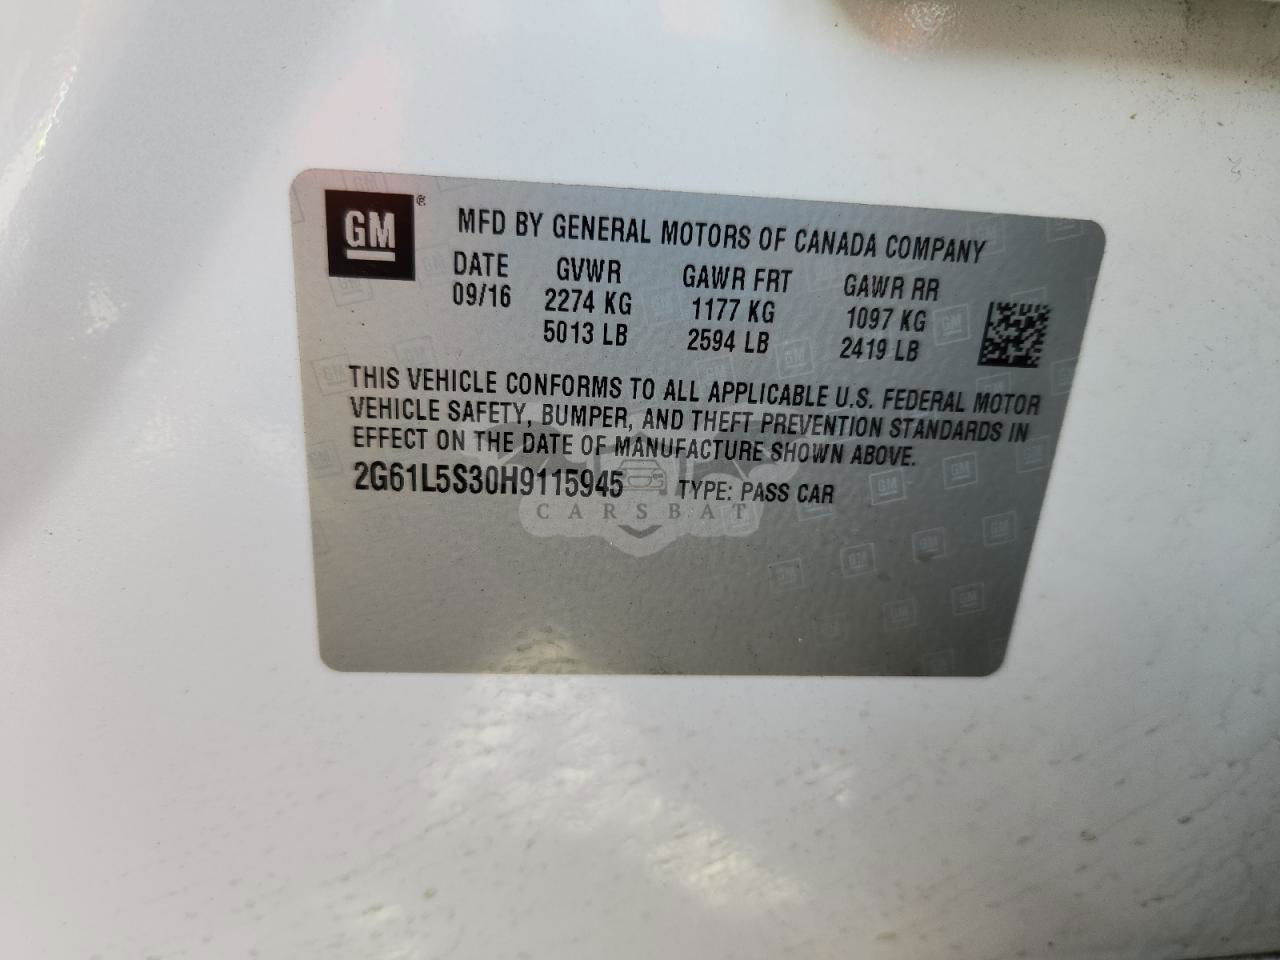 GM ®
MFD BY GENERAL MOTORS OF CANADA COMPANY
DATE GVWR GAWR FRT GAWR RR
09/16 2274 KG 1177 KG 1097 KG
5013 LB 2594 LB 2419 LB
THIS VEHICLE CONFORMS TO ALL APPLICABLE U.S. FEDERAL MOTOR
VEHICLE SAFETY, BUMPER, AND THEFT PREVENTION STANDARDS IN
EFFECT ON THE DATE OF MANUFACTURE SHOWN ABOVE.
2G61L5S30H9115945 TYPE: PASS CAR
CARSBAT